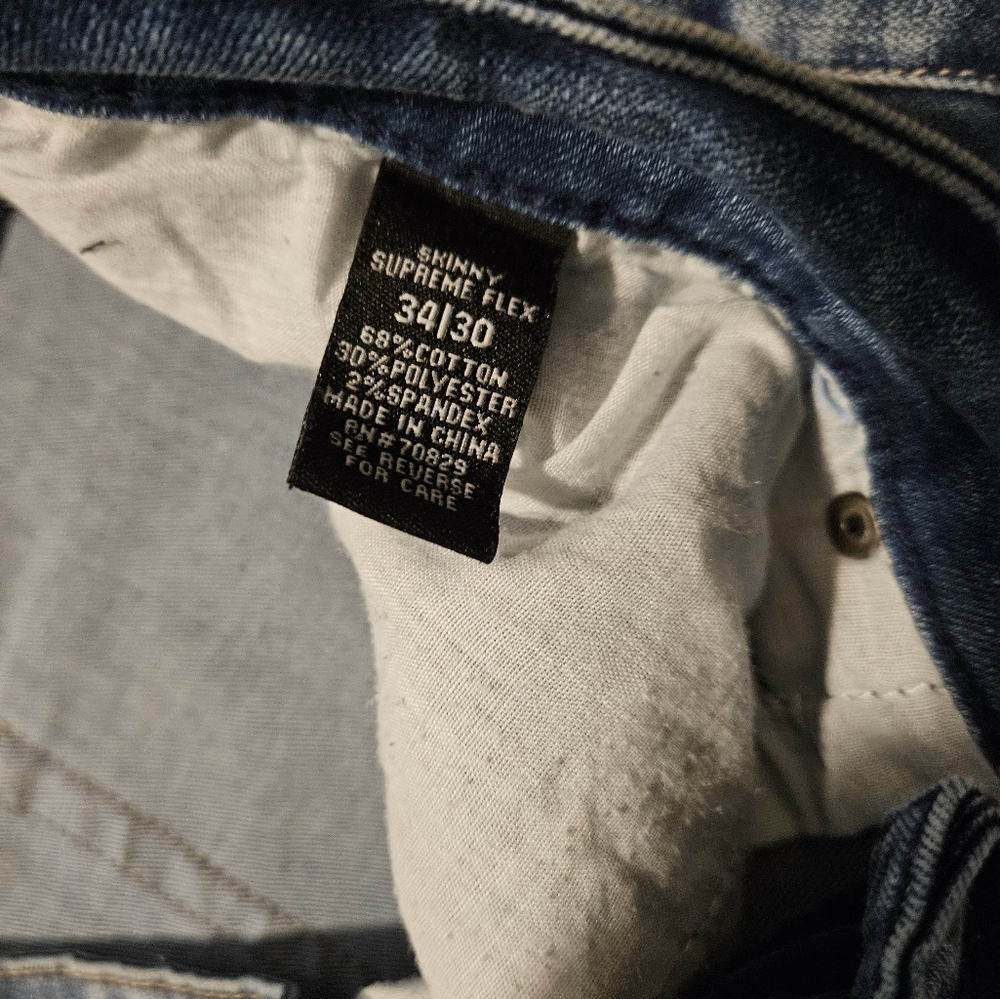 SKINNY
SUPREME FLEX
34|30
68%COTTON
30%POLYESTER
2%SPANDEX
MADE IN CHINA
RN#70829
SEE REVERSE
FOR CARE